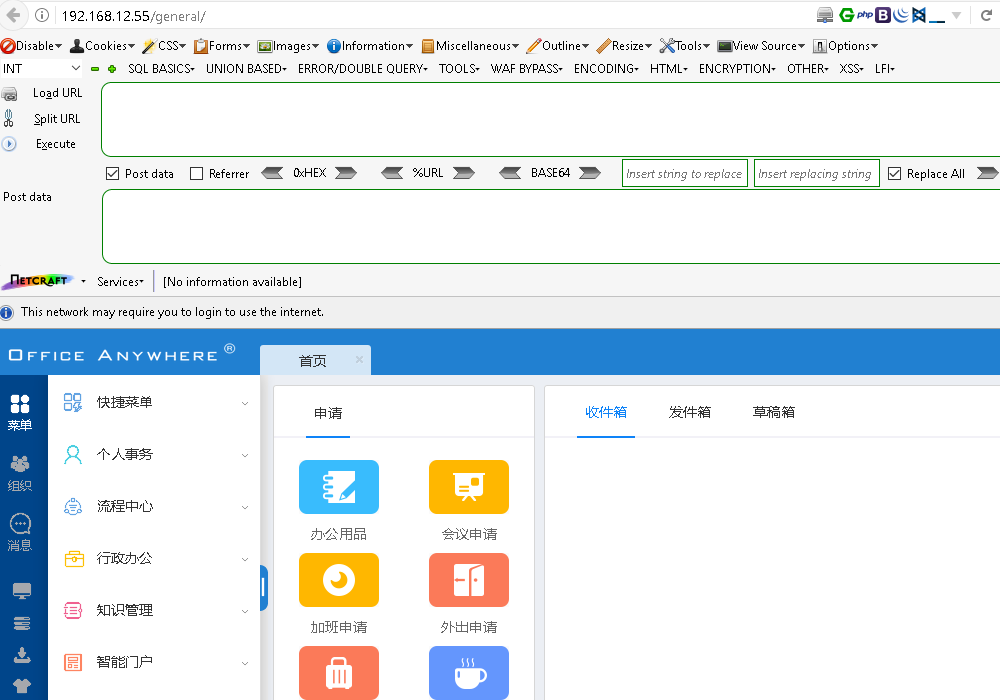 192.168.12.55/general/
php B
Disable Cookies CSS Forms Images Information Miscellaneous Outline Resize Tools View Source Options
INT SQL BASICS UNION BASED ERROR/DOUBLE QUERY TOOLS WAF BYPASS ENCODING HTML ENCRYPTION OTHER XSS LFI
Load URL
Split URL
Execute
Post data Referrer 0xHEX %URL BASE64 Insert string to replace Insert replacing string Replace All
Post data
NETCRAFT Services [No information available]
This network may require you to login to use the internet.
OFFICE ANYWHERE® 首页
菜单
组织
消息
快捷菜单
个人事务
流程中心
行政办公
知识管理
智能门户
申请
办公用品 会议申请
加班申请 外出申请
收件箱 发件箱 草稿箱